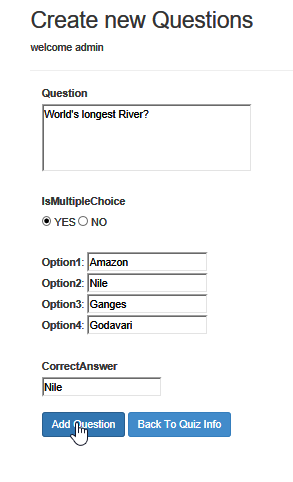 Create new Questions
welcome admin
Question
World's longest River?
IsMultipleChoice
YES NO
Option1: Amazon
Option2: Nile
Option3: Ganges
Option4: Godavari
CorrectAnswer
Nile
Add Question Back To Quiz Info